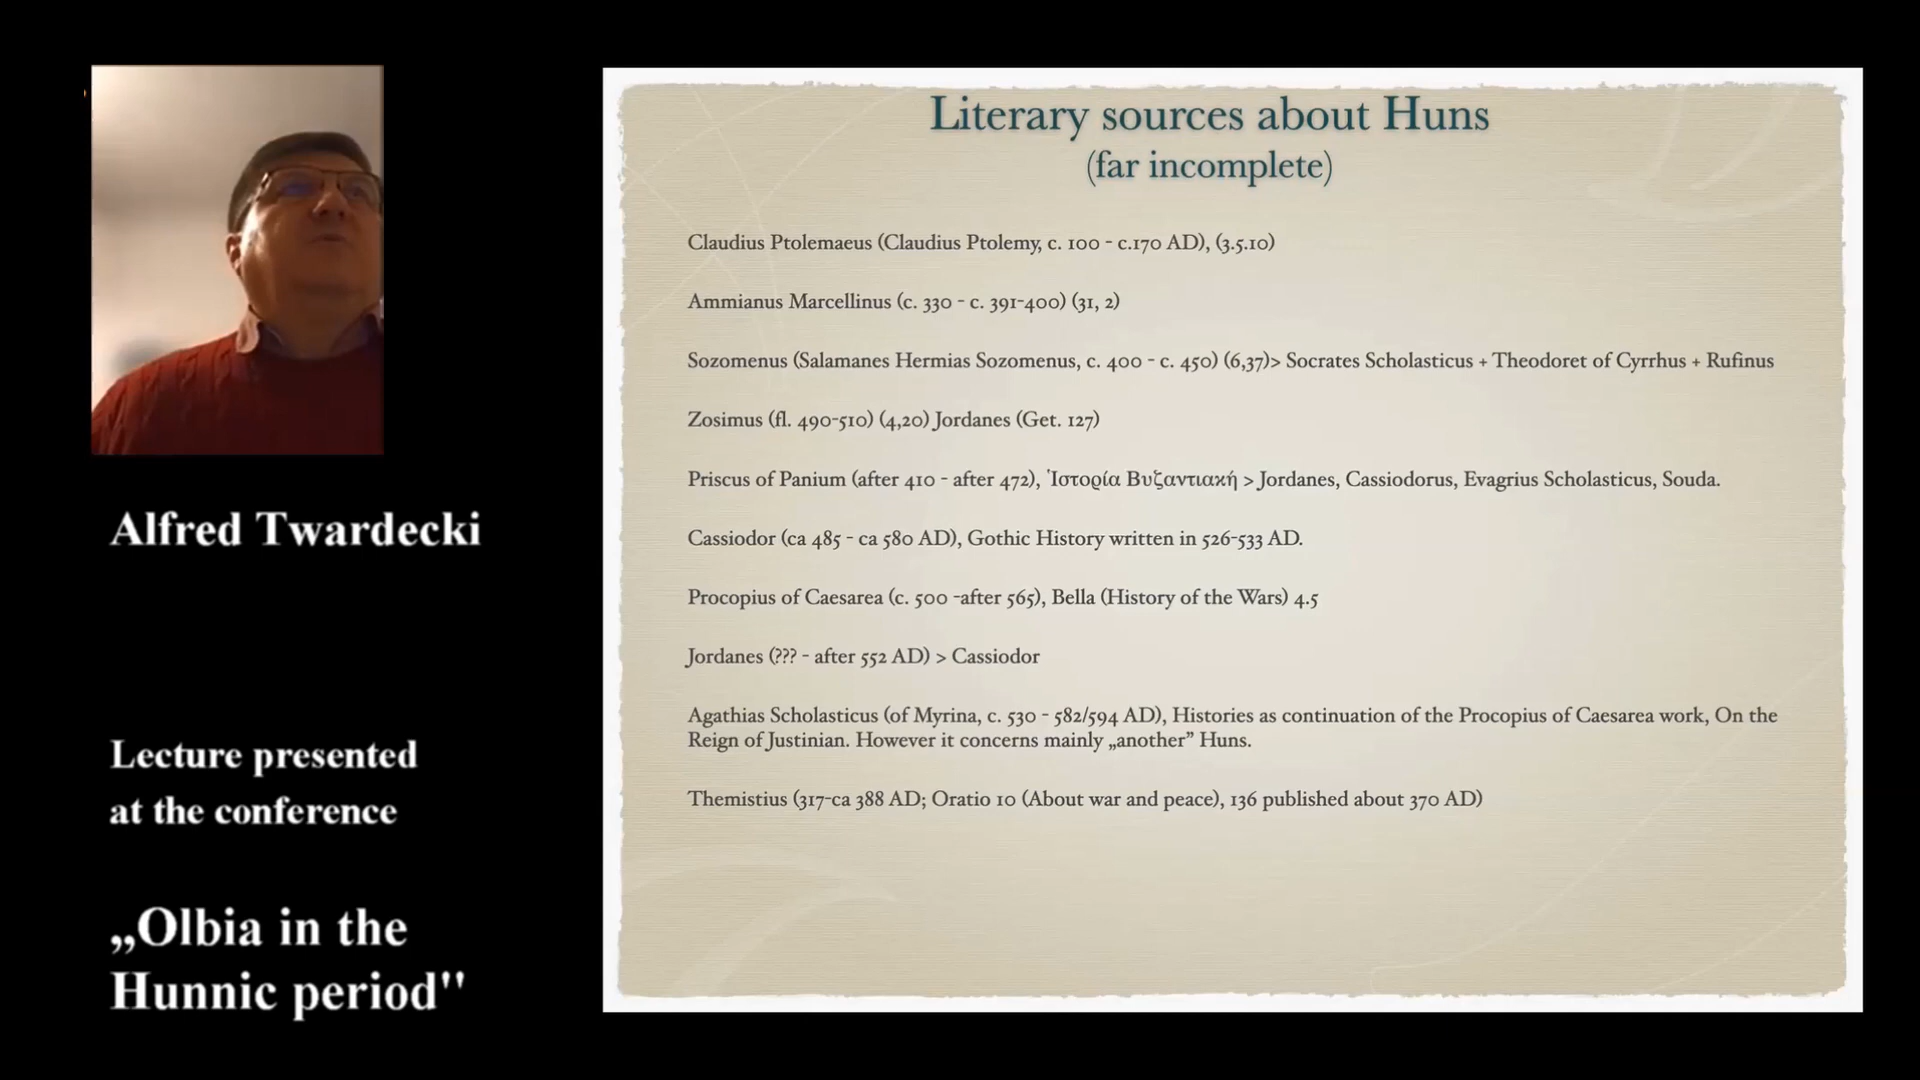 Alfred Twardecki
Lecture presented
at the conference
„Olbia in the
Hunnic period"
Literary sources about Huns
(far incomplete)
Claudius Ptolemaeus (Claudius Ptolemy, c. 100 - c.170 AD), (3.5.10)
Ammianus Marcellinus (c. 330 - c. 391-400) (31, 2)
Sozomenus (Salamanes Hermias Sozomenus, c. 400 - c. 450) (6,37)> Socrates Scholasticus + Theodoret of Cyrrhus + Rufinus
Zosimus (fl. 490-510) (4,20) Jordanes (Get. 127)
Priscus of Panium (after 410 - after 472), Ἱστορία Βυζαντιακή > Jordanes, Cassiodorus, Evagrius Scholasticus, Souda.
Cassiodor (ca 485 - ca 580 AD), Gothic History written in 526-533 AD.
Procopius of Caesarea (c. 500 -after 565), Bella (History of the Wars) 4.5
Jordanes (??? - after 552 AD) > Cassiodor
Agathias Scholasticus (of Myrina, c. 530 - 582/594 AD), Histories as continuation of the Procopius of Caesarea work, On the
Reign of Justinian. However it concerns mainly „another” Huns.
Themistius (317-ca 388 AD; Oratio 10 (About war and peace), 136 published about 370 AD)